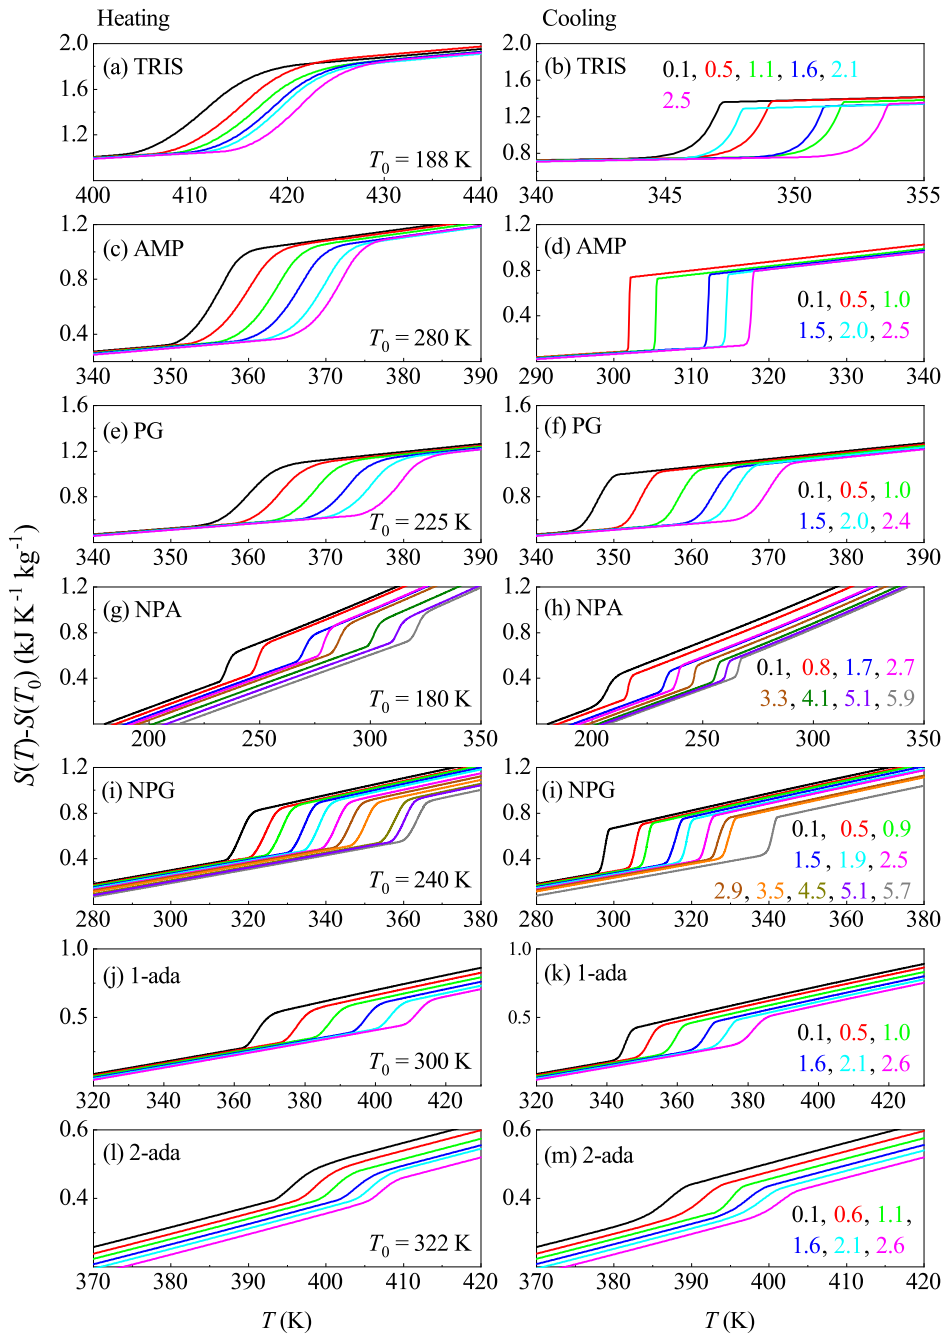 Heating
Cooling
S(T)-S(T₀) (kJ K⁻¹ kg⁻¹)
(a) TRIS
T₀ = 188 K
2.0
1.6
1.2
400 410 420 430 440
(b) TRIS
0.1, 0.5, 1.1, 1.6, 2.1
2.5
2.0
1.6
1.2
0.8
340 345 350 355
(c) AMP
T₀ = 280 K
1.2
0.8
0.4
340 350 360 370 380 390
(d) AMP
0.1, 0.5, 1.0
1.5, 2.0, 2.5
1.2
0.8
0.4
290 300 310 320 330 340
(e) PG
T₀ = 225 K
1.6
1.2
0.8
340 350 360 370 380 390
(f) PG
0.1, 0.5, 1.0
1.5, 2.0, 2.4
1.6
1.2
0.8
340 350 360 370 380 390
(g) NPA
T₀ = 180 K
1.2
0.8
0.4
200 250 300 350
(h) NPA
0.1, 0.8, 1.7, 2.7
3.3, 4.1, 5.1, 5.9
1.2
0.8
0.4
200 250 300 350
(i) NPG
T₀ = 240 K
1.2
0.8
0.4
280 300 320 340 360 380
(i) NPG
0.1, 0.5, 0.9
1.5, 1.9, 2.5
2.9, 3.5, 4.5, 5.1, 5.7
1.2
0.8
0.4
280 300 320 340 360 380
(j) 1-ada
T₀ = 300 K
1.0
0.5
320 340 360 380 400 420
(k) 1-ada
0.1, 0.5, 1.0
1.6, 2.1, 2.6
1.0
0.5
320 340 360 380 400 420
(l) 2-ada
T₀ = 322 K
0.6
0.4
370 380 390 400 410 420
(m) 2-ada
0.1, 0.6, 1.1,
1.6, 2.1, 2.6
0.6
0.4
370 380 390 400 410 420
T (K)
T (K)